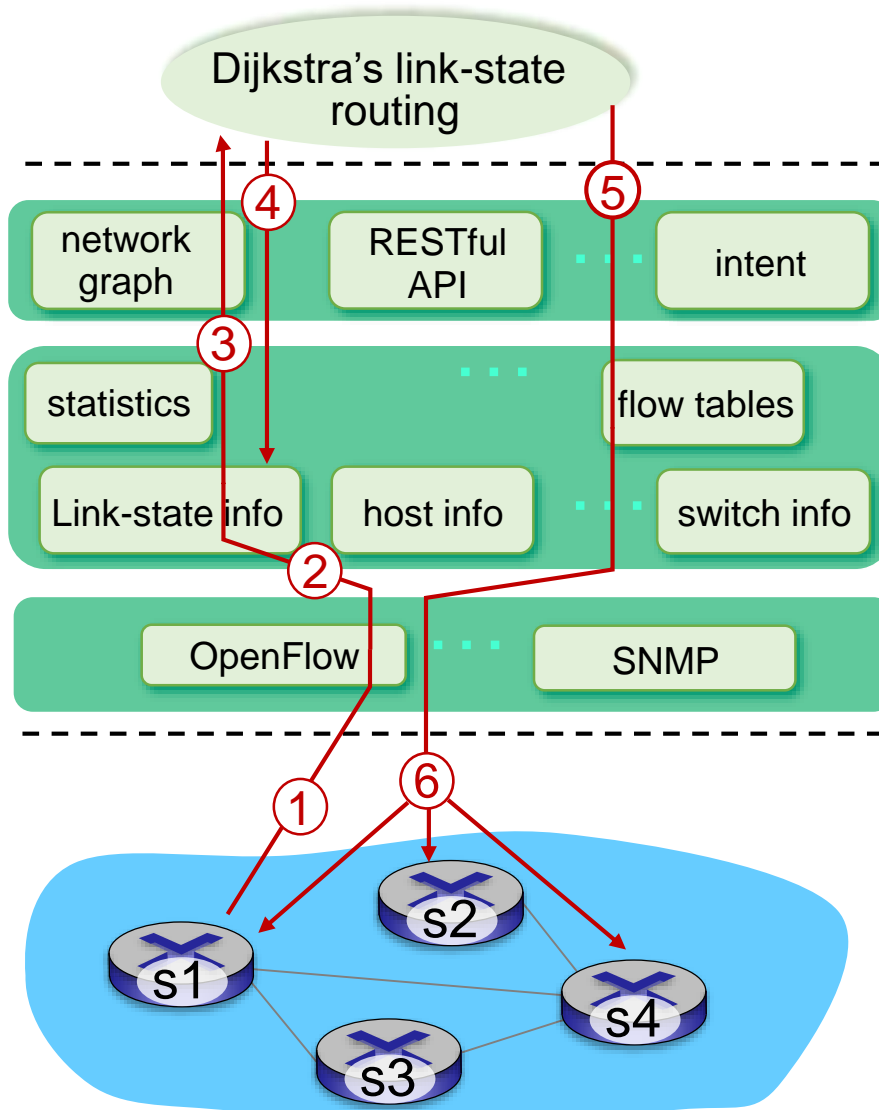 Dijkstra’s link-state
routing
4
5
network
graph
RESTful
API
intent
3
statistics
flow tables
Link-state info
host info
switch info
2
OpenFlow
SNMP
1
6
s2
s1
s4
s3